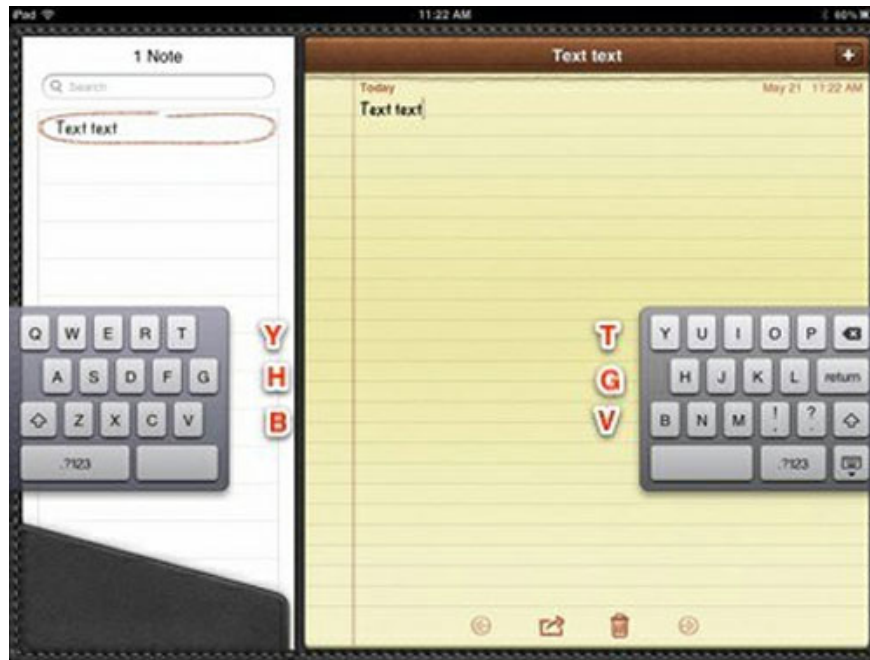 iPad 11:22 AM 60%
1 Note
Text text
+
Search
Today May 21 11:22 AM
Text text
Text text
Q W E R T Y T Y U I O P
A S D F G H G H J K L return
Z X C V B V B N M ! , ? .
.?123 .?123